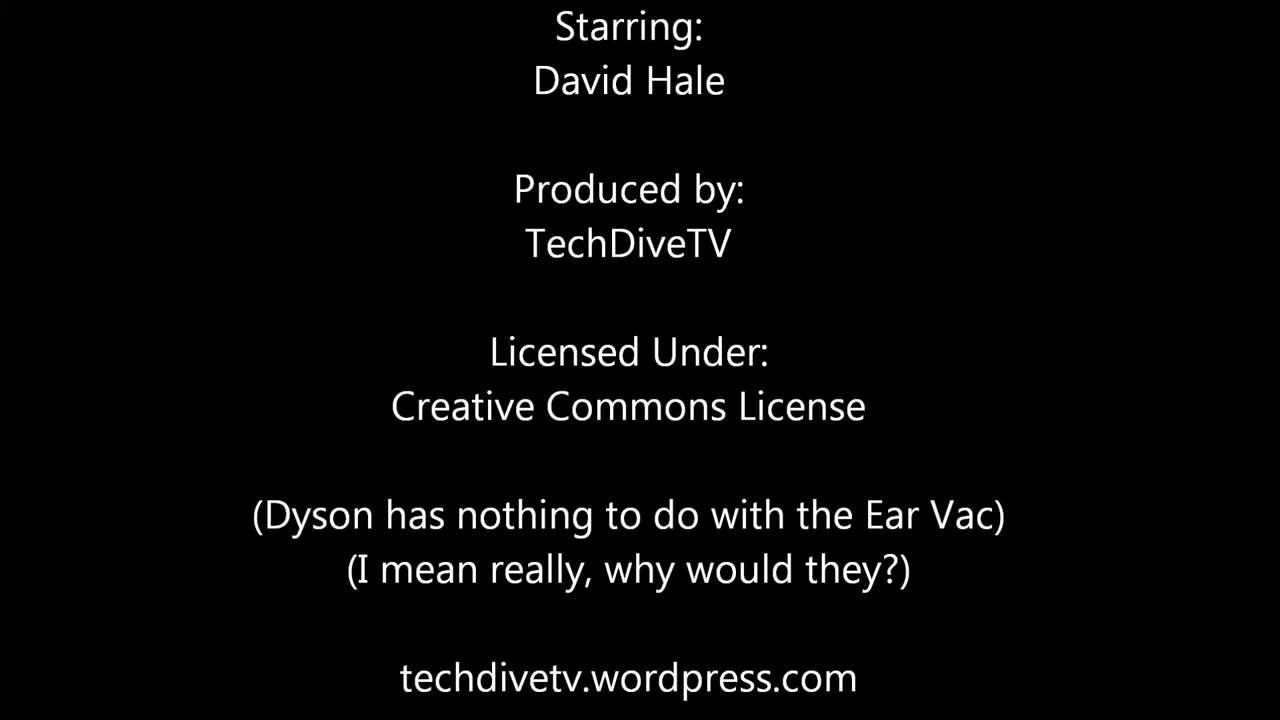 Starring:
David Hale
Produced by:
TechDiveTV
Licensed Under:
Creative Commons License
(Dyson has nothing to do with the Ear Vac)
(I mean really, why would they?)
techdivetv.wordpress.com